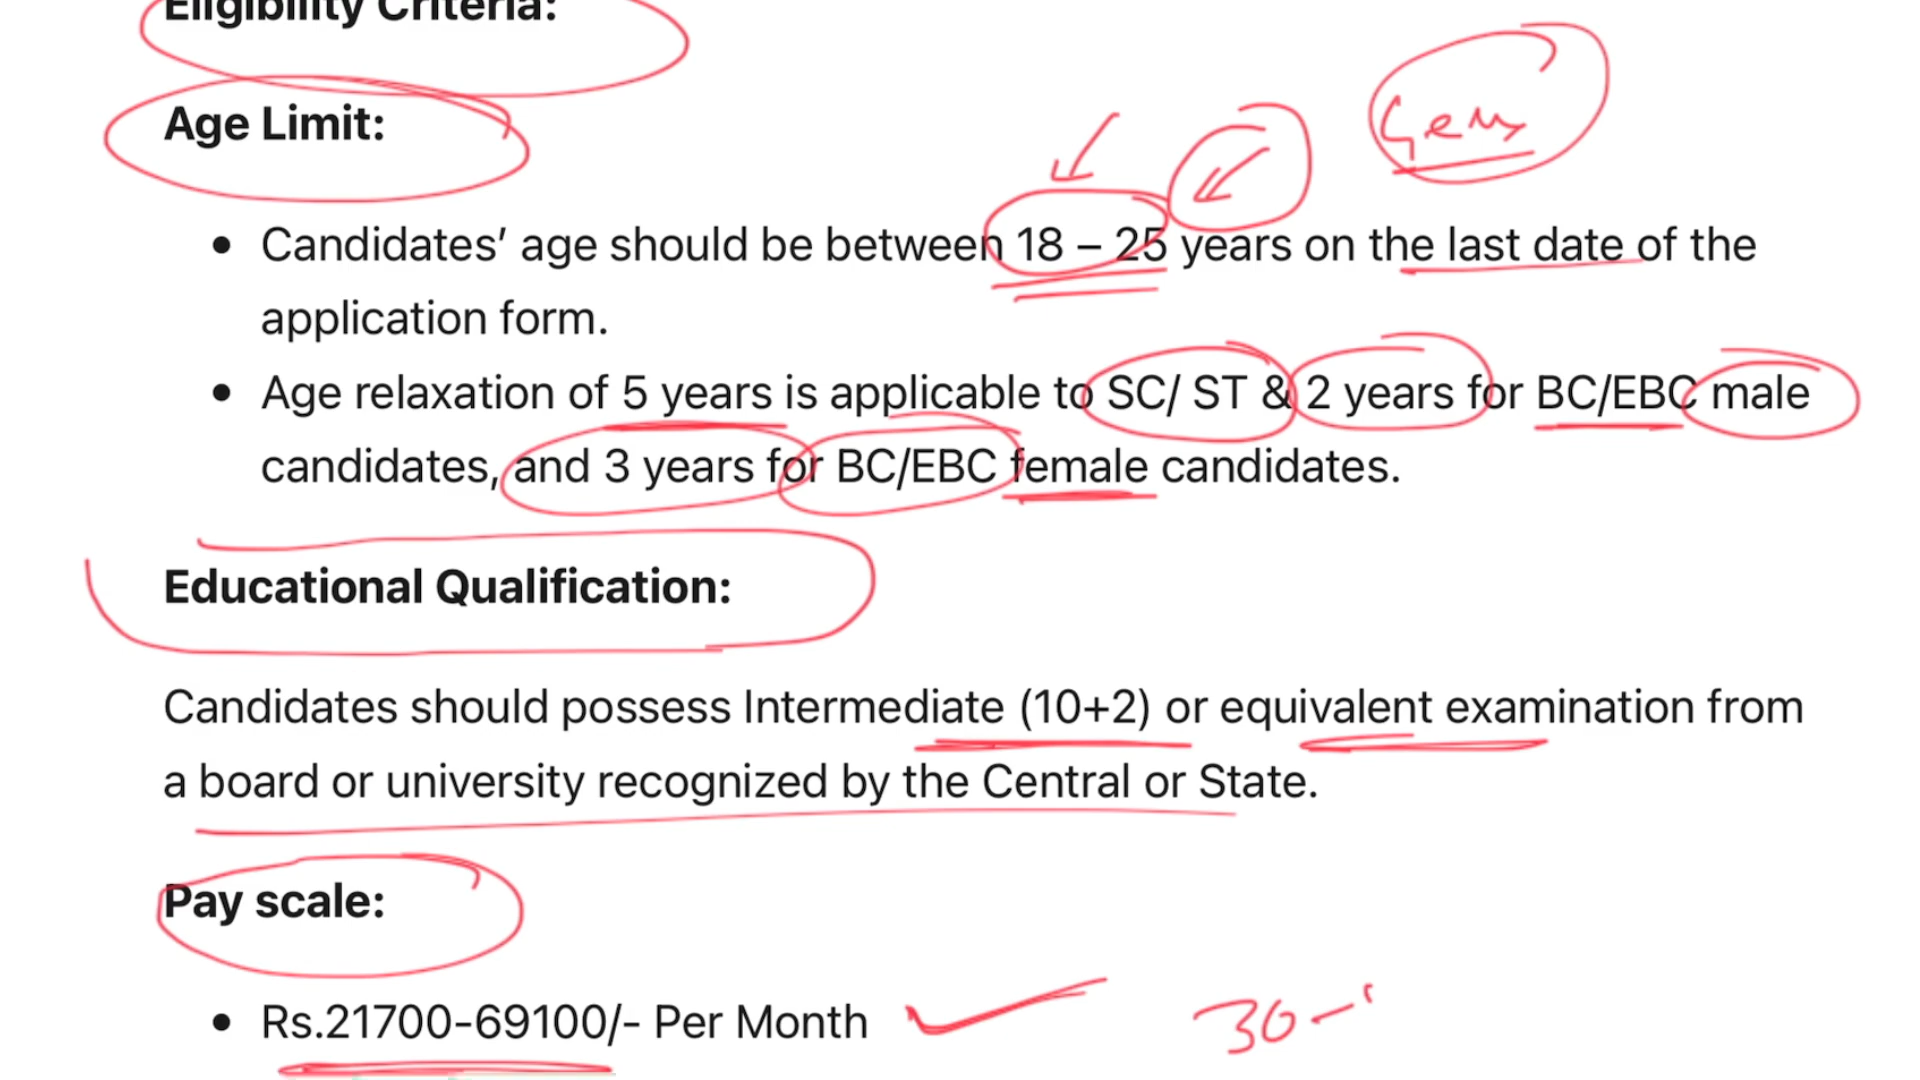 Eligibility Criteria:
Gen
Age Limit:
• Candidates’ age should be between 18 – 25 years on the last date of the
application form.
• Age relaxation of 5 years is applicable to SC/ ST & 2 years for BC/EBC male
candidates, and 3 years for BC/EBC female candidates.
Educational Qualification:
Candidates should possess Intermediate (10+2) or equivalent examination from
a board or university recognized by the Central or State.
Pay scale:
• Rs.21700-69100/- Per Month
30-